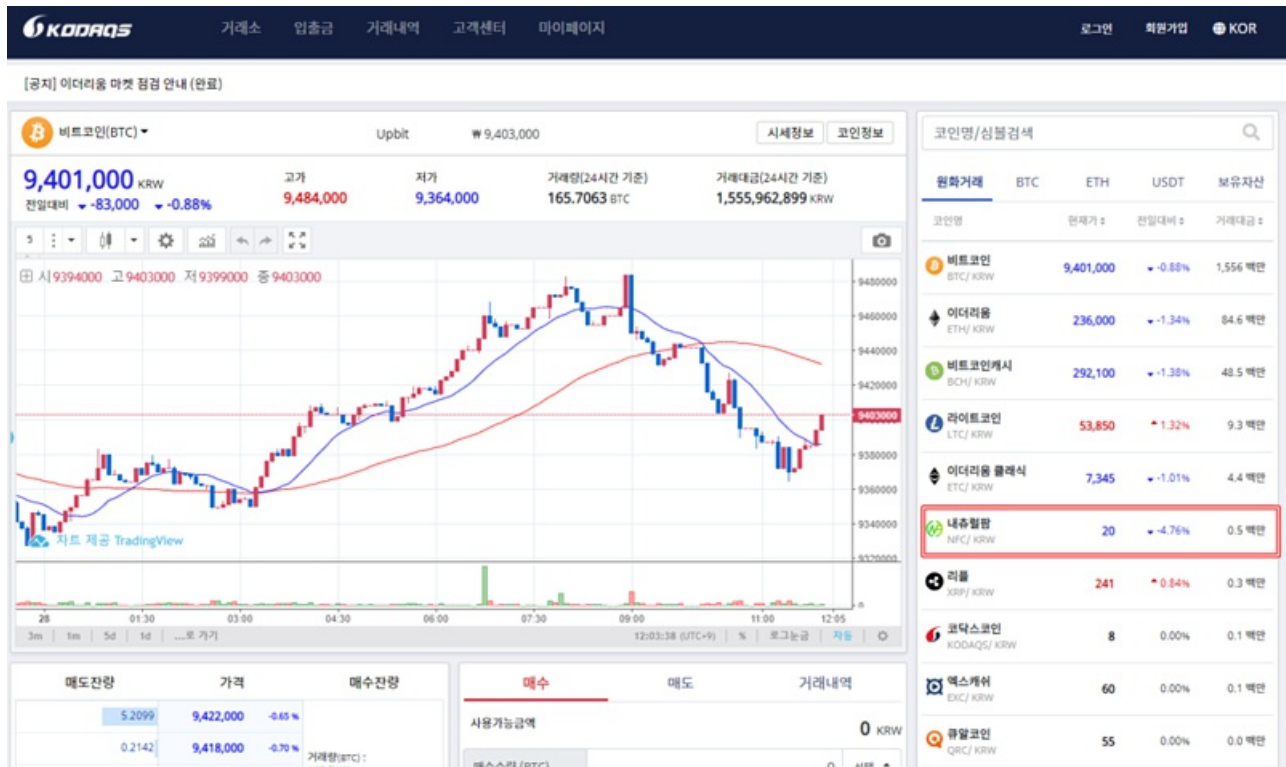 KODAQS 거래소 입출금 거래내역 고객센터 마이페이지 로그인 회원가입 KOR
[공지] 이더리움 마켓 점검 안내 (완료)
비트코인(BTC) Upbit ₩ 9,403,000 시세정보 코인정보
9,401,000 KRW
전일대비 -83,000 -0.88%
고가 저가 거래량(24시간 기준) 거래대금(24시간 기준)
9,484,000 9,364,000 165.7063 BTC 1,555,962,899 KRW
5
시9394000 고9403000 저9399000 종9403000
9480000
9460000
9440000
9420000
9403000
9380000
9360000
9340000
9320000
차트 제공 TradingView
0
28 01:30 03:00 04:30 06:00 07:30 09:00 11:00 12:05
3m 1m 5d 1d ...로 가기 12:03:38 (UTC+9) % 로그눈금 자동
매도잔량 가격 매수잔량
5.2099 9,422,000 -0.65 %
0.2142 9,418,000 -0.70 %
거래량(BTC) :
매수 매도 거래내역
사용가능금액 0 KRW
매수수량 (BTC) 0 선택
코인명/심볼검색
원화거래 BTC ETH USDT 보유자산
코인명 현재가 전일대비 거래대금
비트코인
BTC/ KRW 9,401,000 -0.88% 1,556 백만
이더리움
ETH/ KRW 236,000 -1.34% 84.6 백만
비트코인캐시
BCH/ KRW 292,100 -1.38% 48.5 백만
라이트코인
LTC/ KRW 53,850 1.32% 9.3 백만
이더리움 클래식
ETC/ KRW 7,345 -1.01% 4.4 백만
내츄럴팜
NFC/ KRW 20 -4.76% 0.5 백만
리플
XRP/ KRW 241 0.84% 0.3 백만
코닥스코인
KODAQS/ KRW 8 0.00% 0.1 백만
엑스캐쉬
EXC/ KRW 60 0.00% 0.1 백만
큐알코인
QRC/ KRW 55 0.00% 0.0 백만